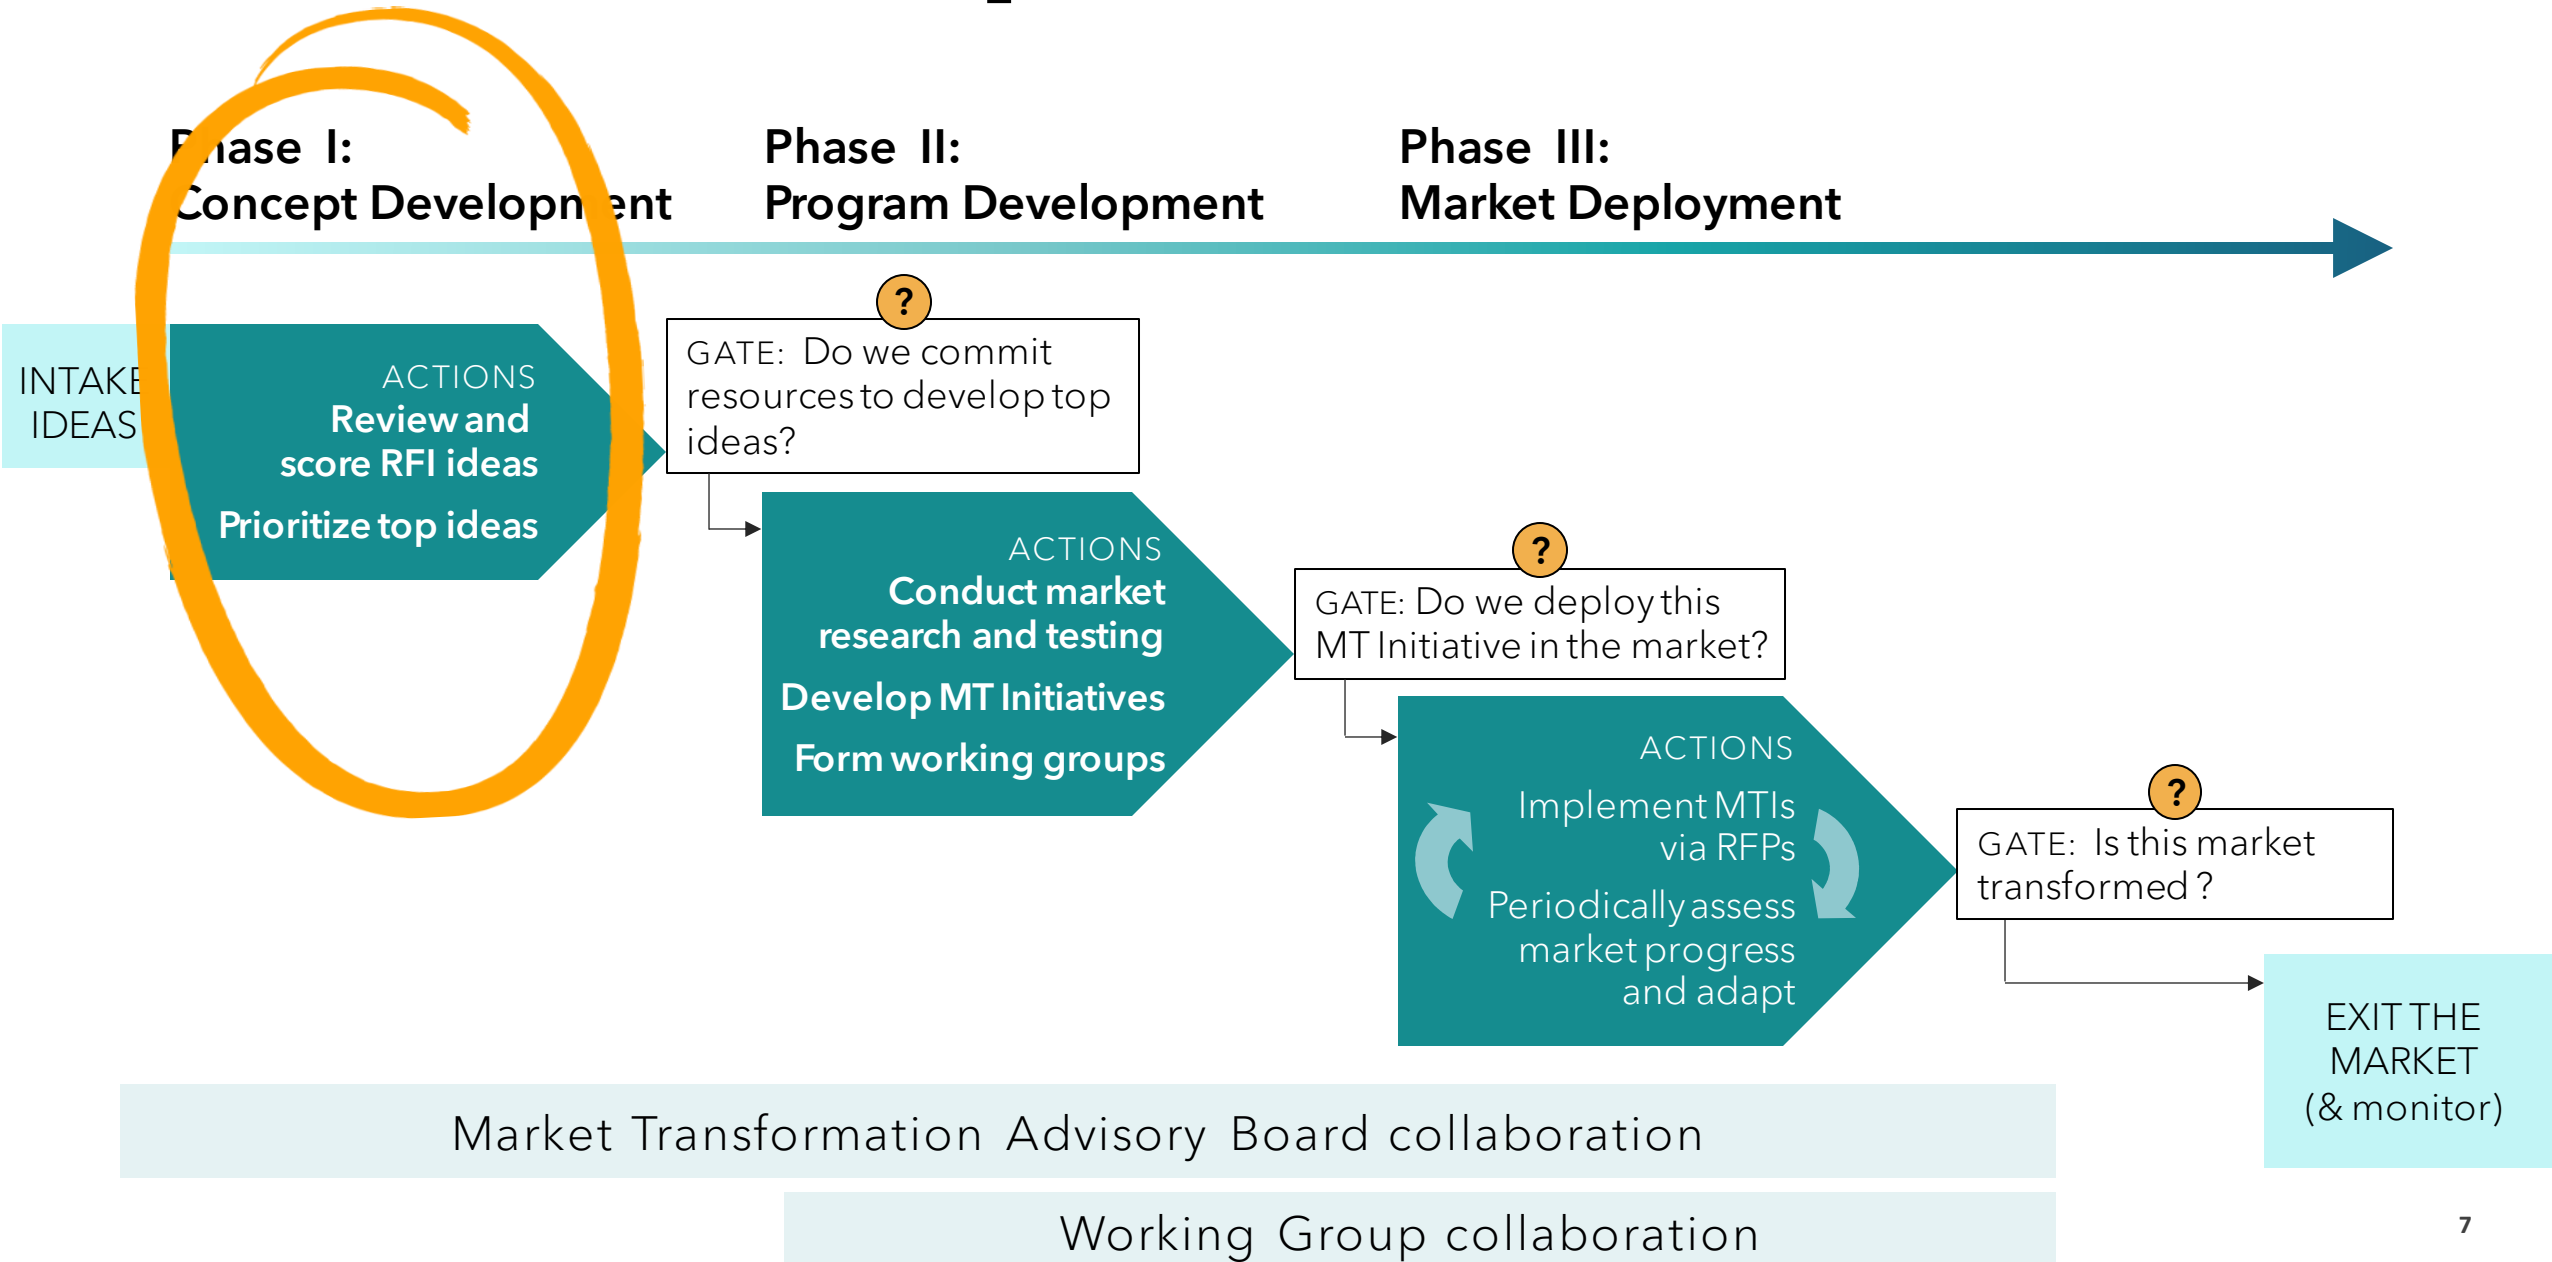 Phase I:
Concept Development
Phase II:
Program Development
Phase III:
Market Deployment
INTAKE
IDEAS
ACTIONS
Review and
score RFI ideas
Prioritize top ideas
?
GATE: Do we commit
resources to develop top
ideas?
ACTIONS
Conduct market
research and testing
Develop MT Initiatives
Form working groups
?
GATE: Do we deploy this
MT Initiative in the market?
ACTIONS
Implement MTIs
via RFPs
Periodically assess
market progress
and adapt
?
GATE: Is this market
transformed?
EXIT THE
MARKET
(& monitor)
Market Transformation Advisory Board collaboration
Working Group collaboration
7